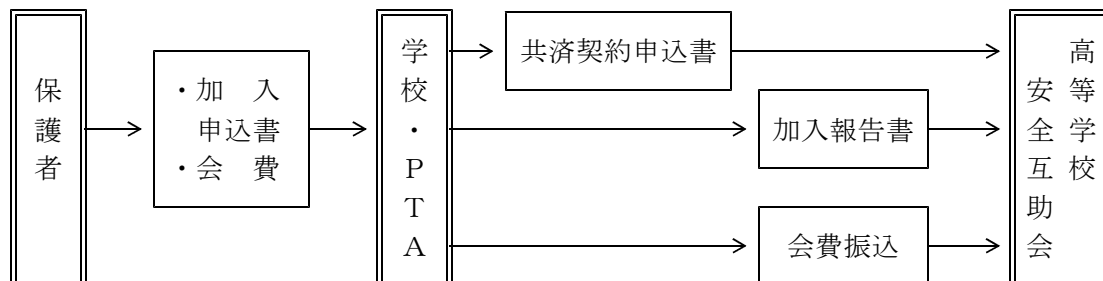 保護者
・加　入
申込書
・会　費
学校・ＰＴＡ
共済契約申込書
加入報告書
会費振込
高等学校
安全互助会